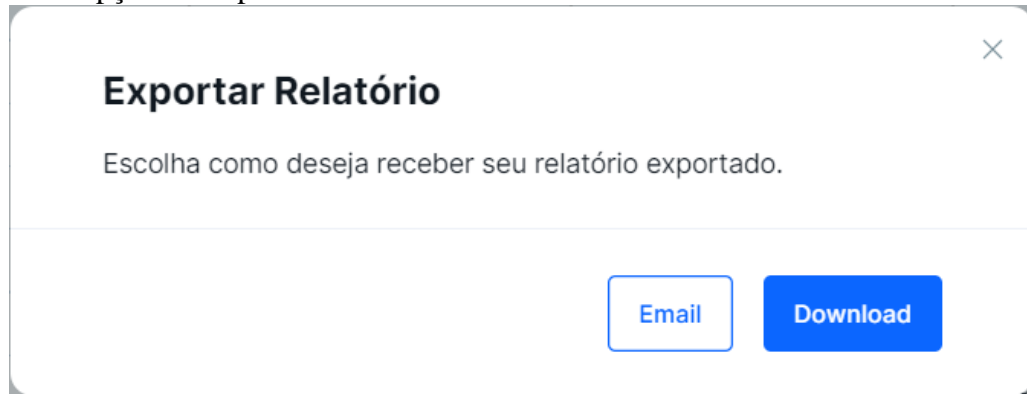 Exportar Relatório
Escolha como deseja receber seu relatório exportado.
Email
Download